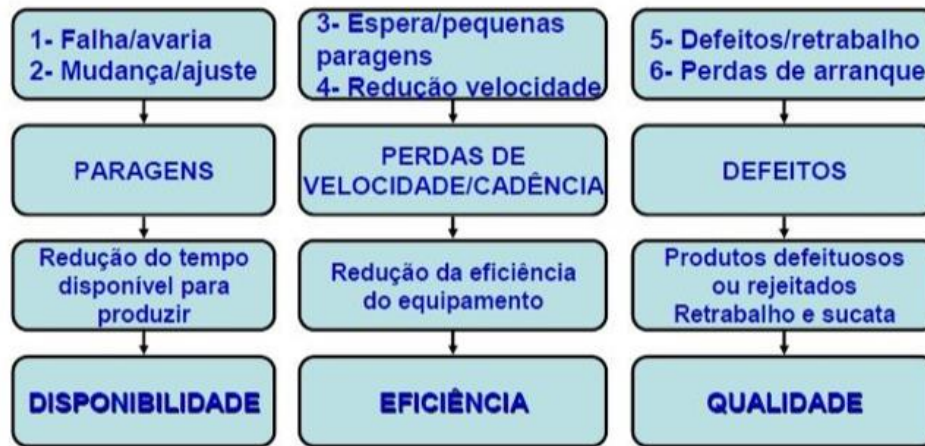 1- Falha/avaria
2- Mudança/ajuste
3- Espera/pequenas
paragens
4- Redução velocidade
5- Defeitos/retrabalho
6- Perdas de arranque
PARAGENS
PERDAS DE
VELOCIDADE/CADÊNCIA
DEFEITOS
Redução do tempo
disponível para
produzir
Redução da eficiência
do equipamento
Produtos defeituosos
ou rejeitados
Retrabalho e sucata
DISPONIBILIDADE
EFICIÊNCIA
QUALIDADE